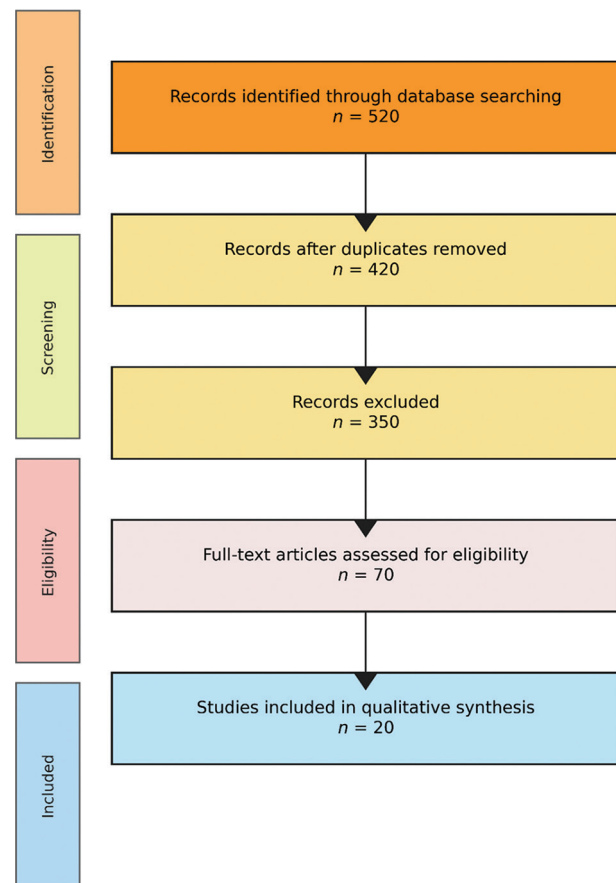 Identification
Records identified through database searching
n = 520
Records after duplicates removed
n = 420
Screening
Records excluded
n = 350
Eligibility
Full-text articles assessed for eligibility
n = 70
Included
Studies included in qualitative synthesis
n = 20